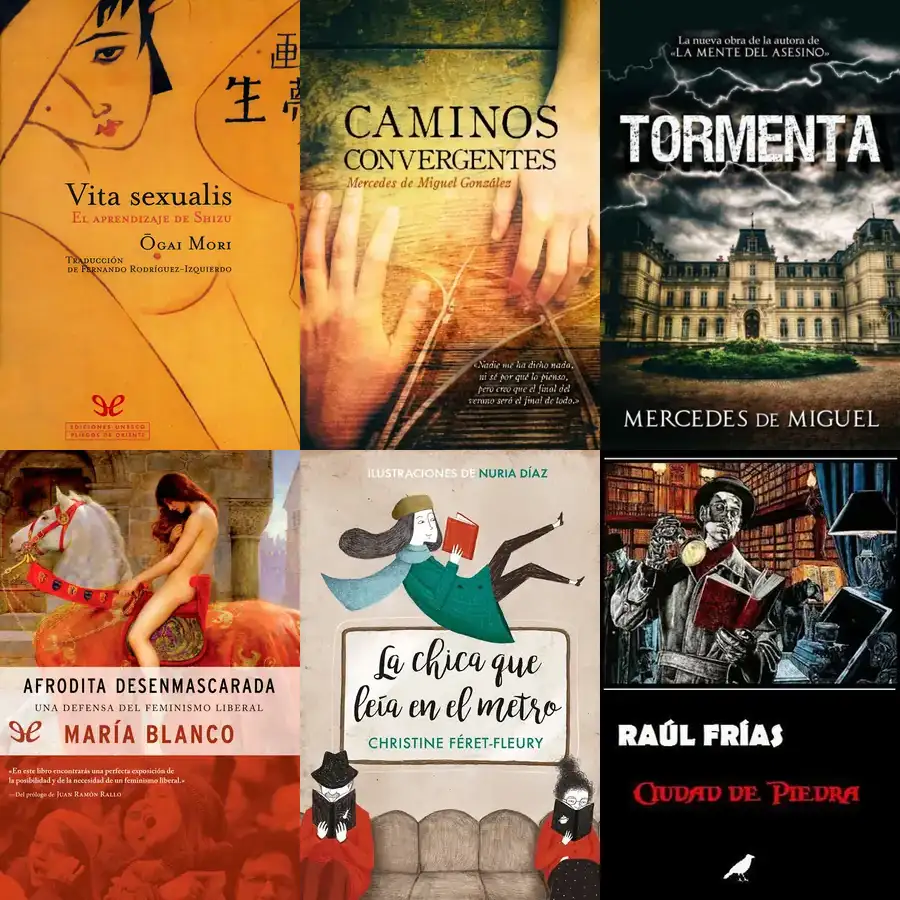 画
生 夢
Vita sexualis
El aprendizaje de Shizu
Ōgai Mori
Traducción
de Fernando Rodríguez-Izquierdo
EDICIONES UNESCO
PLIEGOS DE ORIENTE
CAMINOS
CONVERGENTES
Mercedes de Miguel González
«Nadie me ha dicho nada,
ni sé por qué lo pienso,
pero creo que el final del
verano será el final de todo.»
La nueva obra de la autora de
«LA MENTE DEL ASESINO»
TORMENTA
MERCEDES DE MIGUEL
AFRODITA DESENMASCARADA
UNA DEFENSA DEL FEMINISMO LIBERAL
MARÍA BLANCO
«En este libro encontrarás una perfecta exposición de
la posibilidad y de la necesidad de un feminismo liberal.»
—Del prólogo de JUAN RAMÓN RALLO
ILUSTRACIONES DE NURIA DÍAZ
La chica que
leía en el metro
CHRISTINE FÉRET-FLEURY
RAÚL FRÍAS
CIUDAD DE PIEDRA